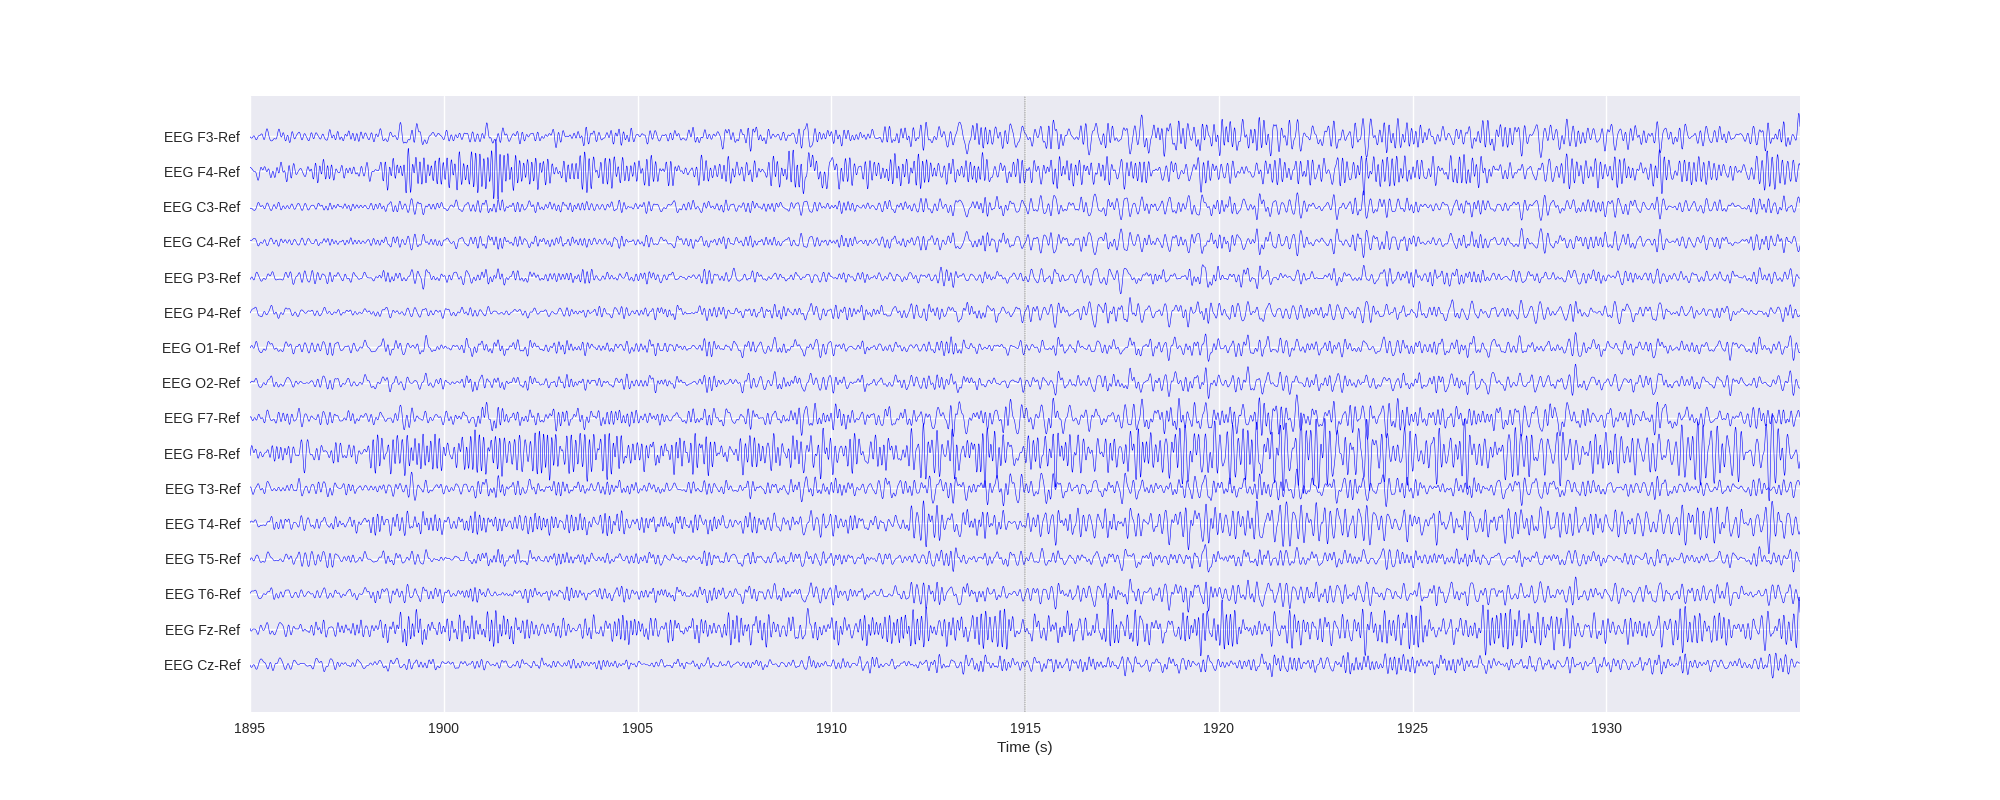 EEG F3-Ref
EEG F4-Ref
EEG C3-Ref
EEG C4-Ref
EEG P3-Ref
EEG P4-Ref
EEG O1-Ref
EEG O2-Ref
EEG F7-Ref
EEG F8-Ref
EEG T3-Ref
EEG T4-Ref
EEG T5-Ref
EEG T6-Ref
EEG Fz-Ref
EEG Cz-Ref
1895 1900 1905 1910 1915 1920 1925 1930
Time (s)